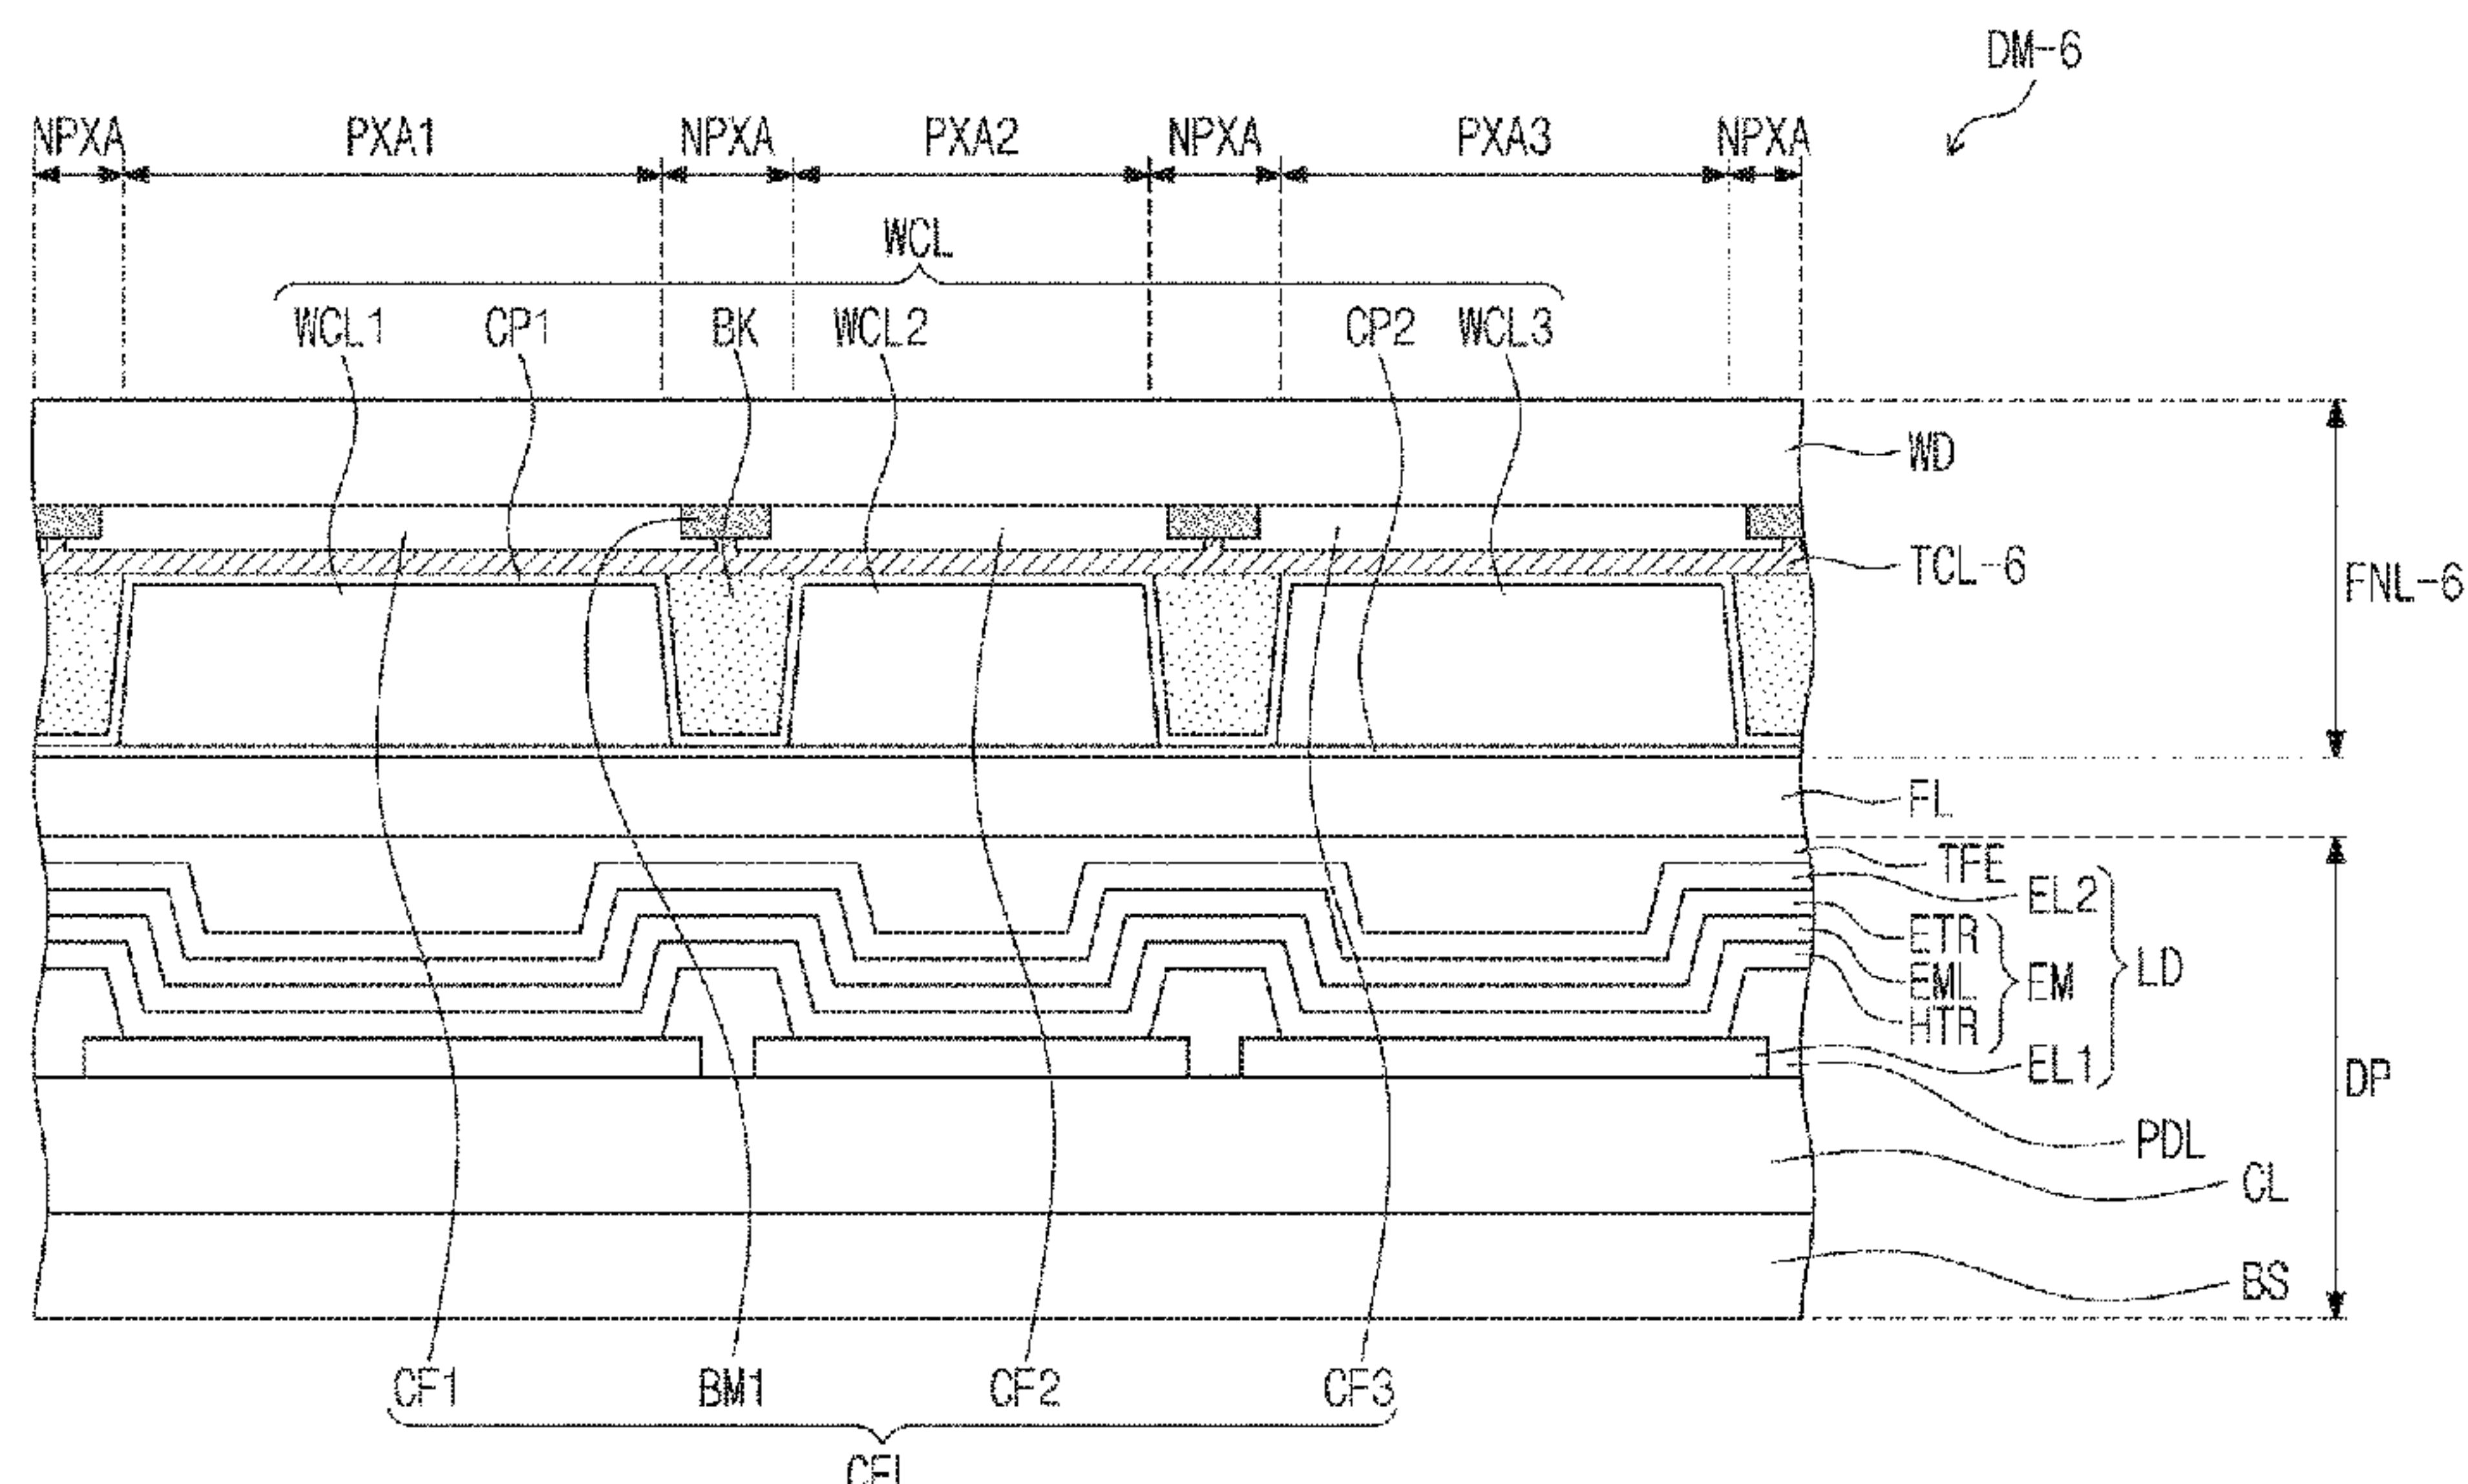 DM-6
NPXA PXA1 NPXA PXA2 NPXA PXA3 NPXA
WCL
WCL1 CP1 BK WCL2 CP2 WCL3
WD
TCL-6
FNL-6
FL
TFE
EL2
ETR
EML
HTR
EM
LD
EL1
DP
PDL
CL
BS
CF1 BM1 CF2 CF3